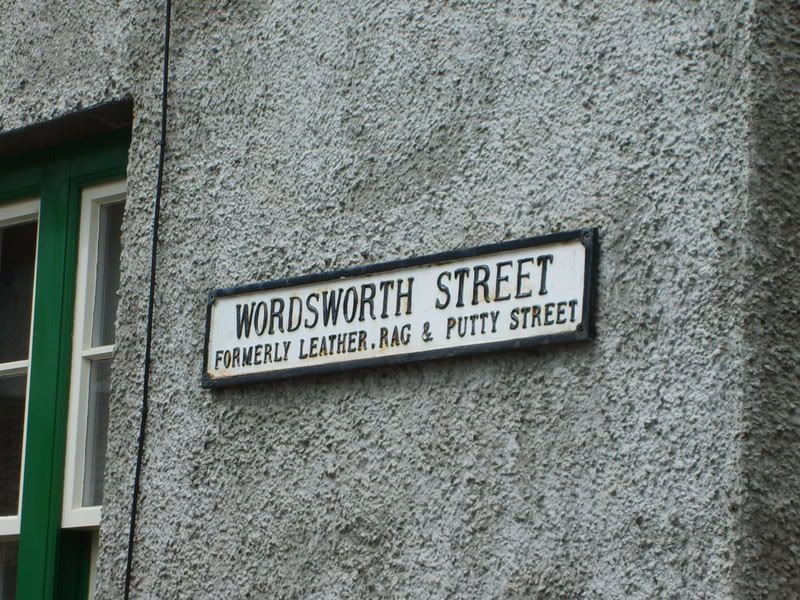 WORDSWORTH STREET
FORMERLY LEATHER. RAG & PUTTY STREET